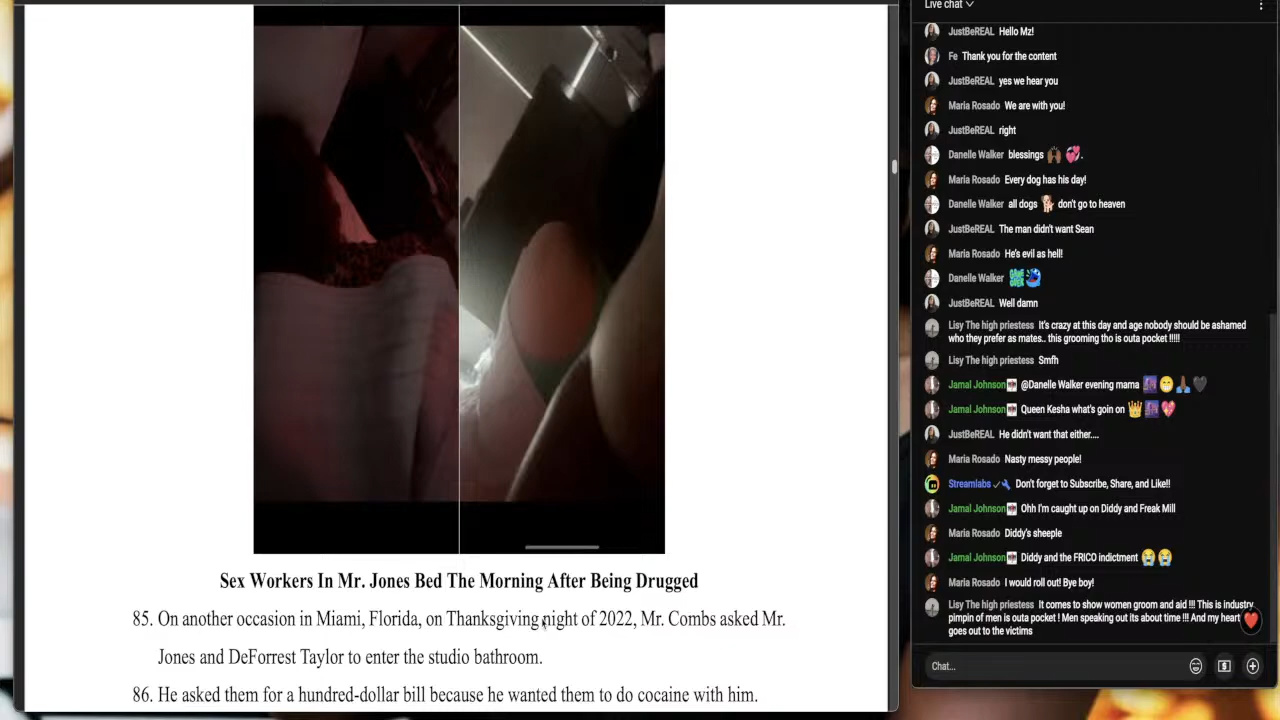 Sex Workers In Mr. Jones Bed The Morning After Being Drugged
85. On another occasion in Miami, Florida, on Thanksgiving night of 2022, Mr. Combs asked Mr.
Jones and DeForrest Taylor to enter the studio bathroom.
86. He asked them for a hundred-dollar bill because he wanted them to do cocaine with him.
Live chat
JustBeREAL Hello Mz!
Fe Thank you for the content
JustBeREAL yes we hear you
Maria Rosado We are with you!
JustBeREAL right
Danelle Walker blessings 🙌🏾 💞.
Maria Rosado Every dog has his day!
Danelle Walker all dogs don't go to heaven
JustBeREAL The man didn't want Sean
Maria Rosado He's evil as hell!
Danelle Walker
JustBeREAL Well damn
Lisy The high priestess It's crazy at this day and age nobody should be ashamed
who they prefer as mates.. this grooming tho is outa pocket !!!!!
Lisy The high priestess Smfh
Jamal Johnson @Danelle Walker evening mama 🌆 😁 🙏🏾 🖤
Jamal Johnson Queen Kesha what's goin on 👑 🌆 💖
JustBeREAL He didn't want that either....
Maria Rosado Nasty messy people!
Streamlabs Don't forget to Subscribe, Share, and Like!!
Jamal Johnson Ohh I'm caught up on Diddy and Freak Mill
Maria Rosado Diddy's sheeple
Jamal Johnson Diddy and the FRICO indictment 😭 😭
Maria Rosado I would roll out! Bye boy!
Lisy The high priestess It comes to show women groom and aid !!! This is industry
pimpin of men is outa pocket ! Men speaking out its about time !!! And my heart
goes out to the victims
Chat...